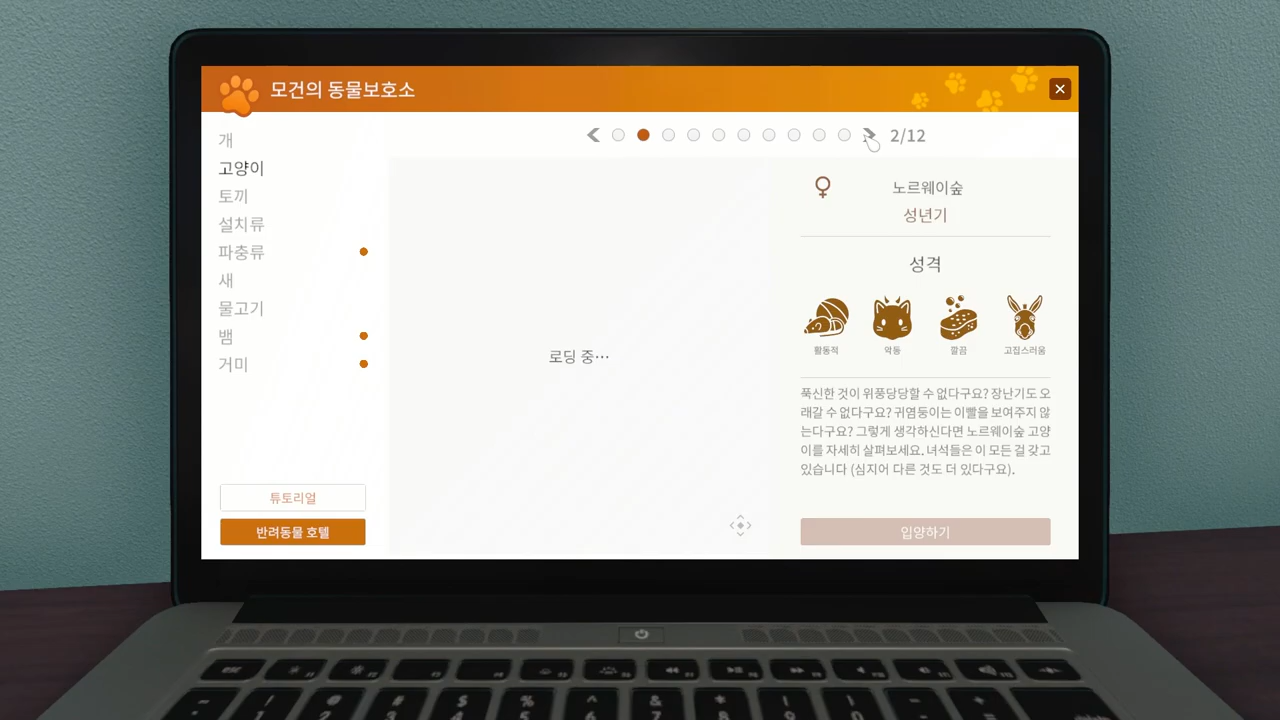 모건의 동물보호소
2/12
개
고양이
토끼
설치류
파충류
새
물고기
뱀
거미
튜토리얼
반려동물 호텔
로딩 중…
노르웨이숲
성년기
성격
활동적
악동
깔끔
고집스러움
푹신한 것이 위풍당당할 수 없다구요? 장난기도 오
래갈 수 없다구요? 귀염둥이는 이빨을 보여주지 않
는다구요? 그렇게 생각하신다면 노르웨이숲 고양
이를 자세히 살펴보세요. 녀석들은 이 모든 걸 갖고
있습니다 (심지어 다른 것도 더 있다구요).
입양하기